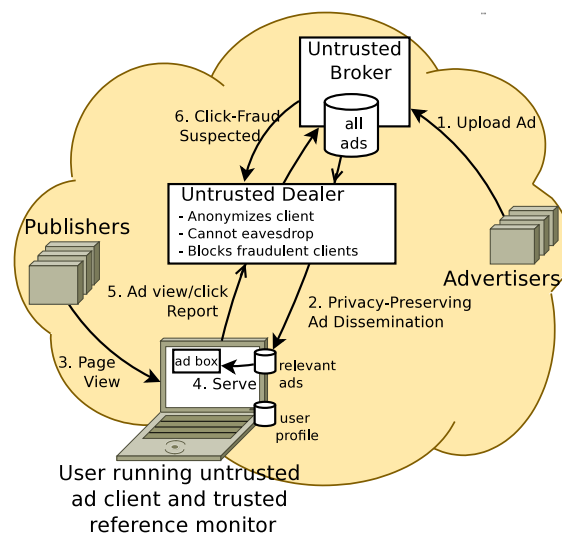 Untrusted
Broker
6. Click-Fraud
Suspected
all
ads
1. Upload Ad
Untrusted Dealer
- Anonymizes client
- Cannot eavesdrop
- Blocks fraudulent clients
Publishers
Advertisers
5. Ad view/click
Report
2. Privacy-Preserving
Ad Dissemination
3. Page
View
ad box
4. Serve
relevant
ads
user
profile
User running untrusted
ad client and trusted
reference monitor